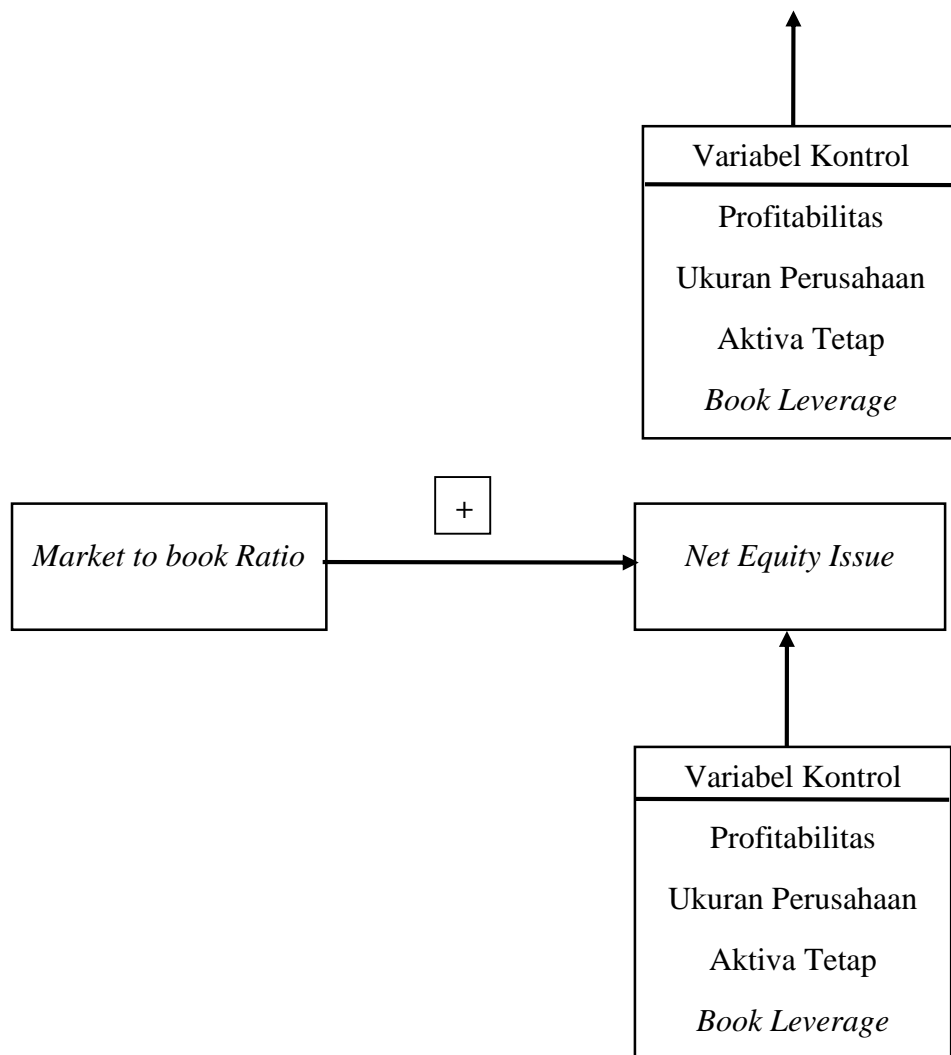 Variabel Kontrol
Profitabilitas
Ukuran Perusahaan
Aktiva Tetap
Book Leverage
+
Market to book Ratio
Net Equity Issue
Variabel Kontrol
Profitabilitas
Ukuran Perusahaan
Aktiva Tetap
Book Leverage